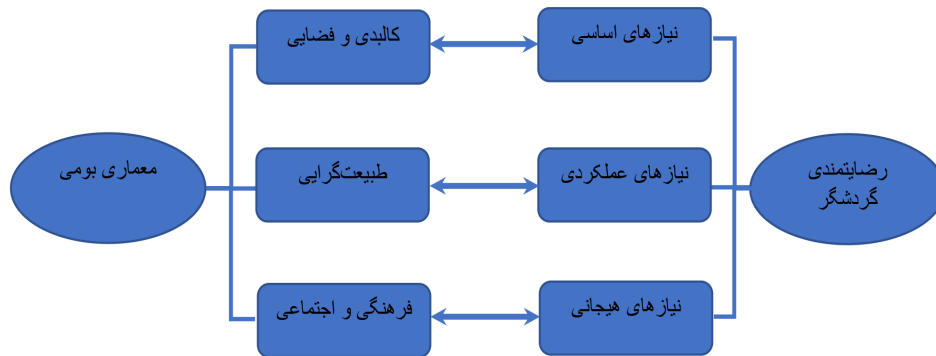 نیازهای اساسی
کالبدی و فضایی
رضایتمندی
گردشگر
نیازهای عملکردی
طبیعت‌گرایی
معماری بومی
نیازهای هیجانی
فرهنگی و اجتماعی